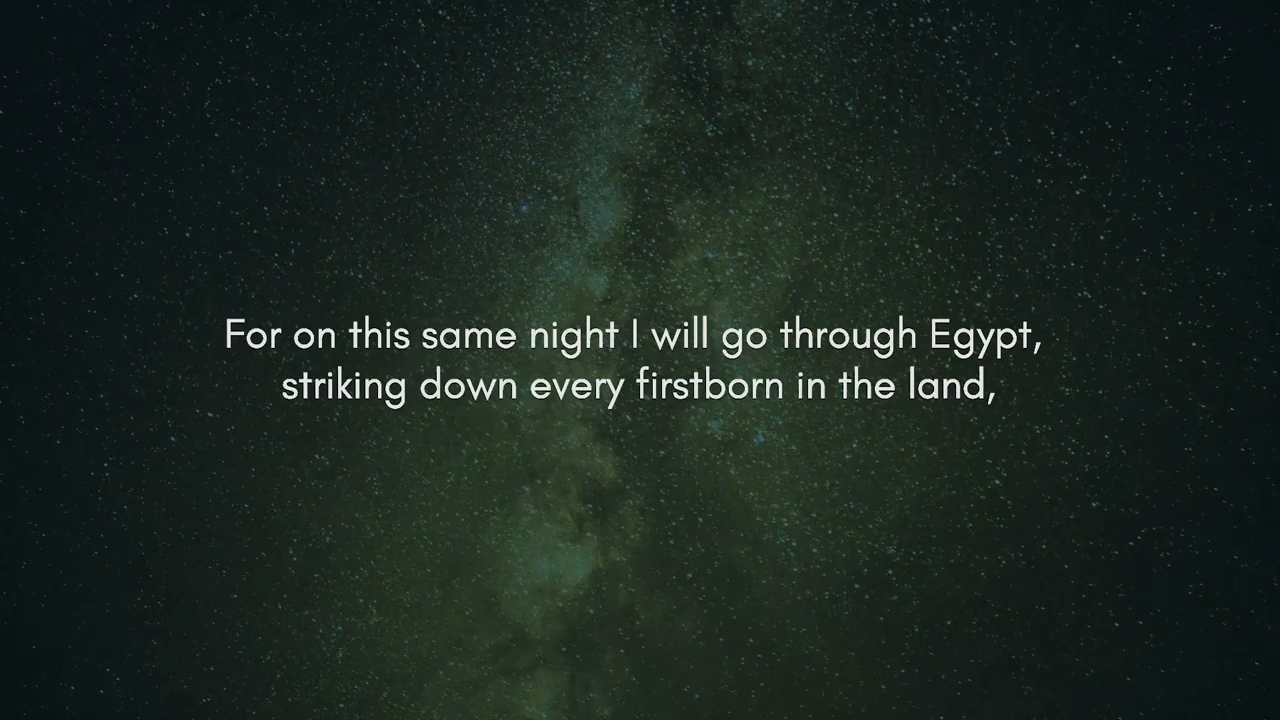 For on this same night I will go through Egypt,
striking down every firstborn in the land,